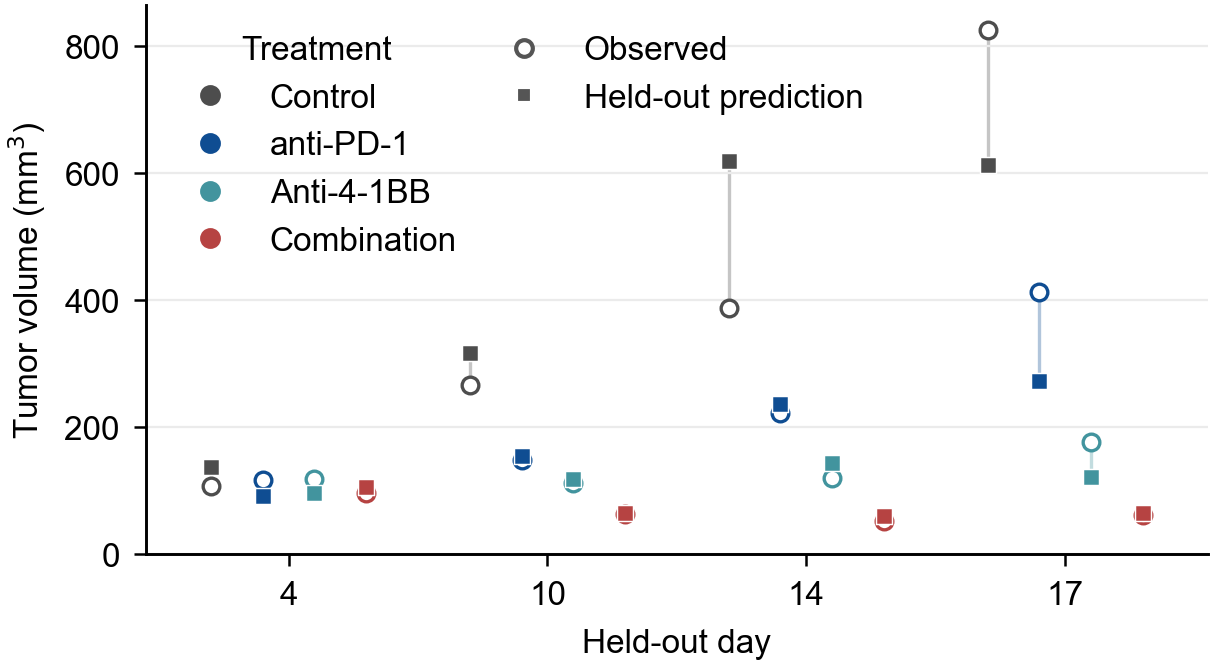 Treatment
Control
anti-PD-1
Anti-4-1BB
Combination
Observed
Held-out prediction
Tumor volume (mm³)
800
600
400
200
0
4 10 14 17
Held-out day